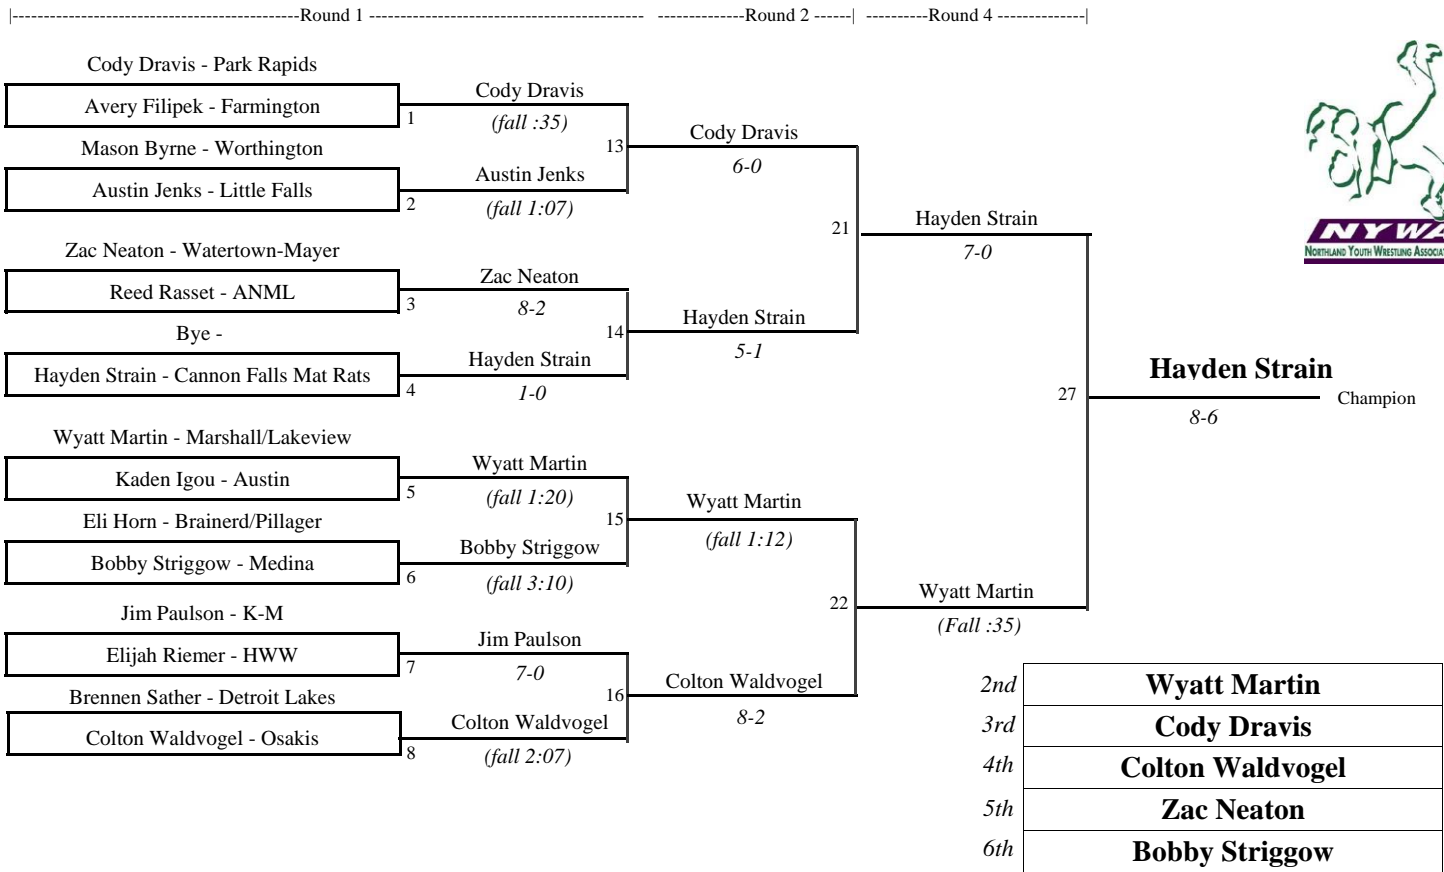 |-----------------------------------------------Round 1 --------------------------------------------- --------------Round 2 ------| ----------Round 4 --------------|
Cody Dravis - Park Rapids
Avery Filipek - Farmington
1
Mason Byrne - Worthington
Austin Jenks - Little Falls
2
Zac Neaton - Watertown-Mayer
Reed Rasset - ANML
3
Bye -
Hayden Strain - Cannon Falls Mat Rats
4
Wyatt Martin - Marshall/Lakeview
Kaden Igou - Austin
5
Eli Horn - Brainerd/Pillager
Bobby Striggow - Medina
6
Jim Paulson - K-M
Elijah Riemer - HWW
7
Brennen Sather - Detroit Lakes
Colton Waldvogel - Osakis
8
Cody Dravis
(fall :35)
13
Austin Jenks
(fall 1:07)
Zac Neaton
8-2
14
Hayden Strain
1-0
Wyatt Martin
(fall 1:20)
15
Bobby Striggow
(fall 3:10)
Jim Paulson
7-0
16
Colton Waldvogel
(fall 2:07)
Cody Dravis
6-0
21
Hayden Strain
5-1
Wyatt Martin
(fall 1:12)
22
Colton Waldvogel
8-2
Hayden Strain
7-0
27
Wyatt Martin
(Fall :35)
Hayden Strain
Champion
8-6
NYWA
NORTHLAND YOUTH WRESTLING ASSOCIAT
2nd Wyatt Martin
3rd Cody Dravis
4th Colton Waldvogel
5th Zac Neaton
6th Bobby Striggow